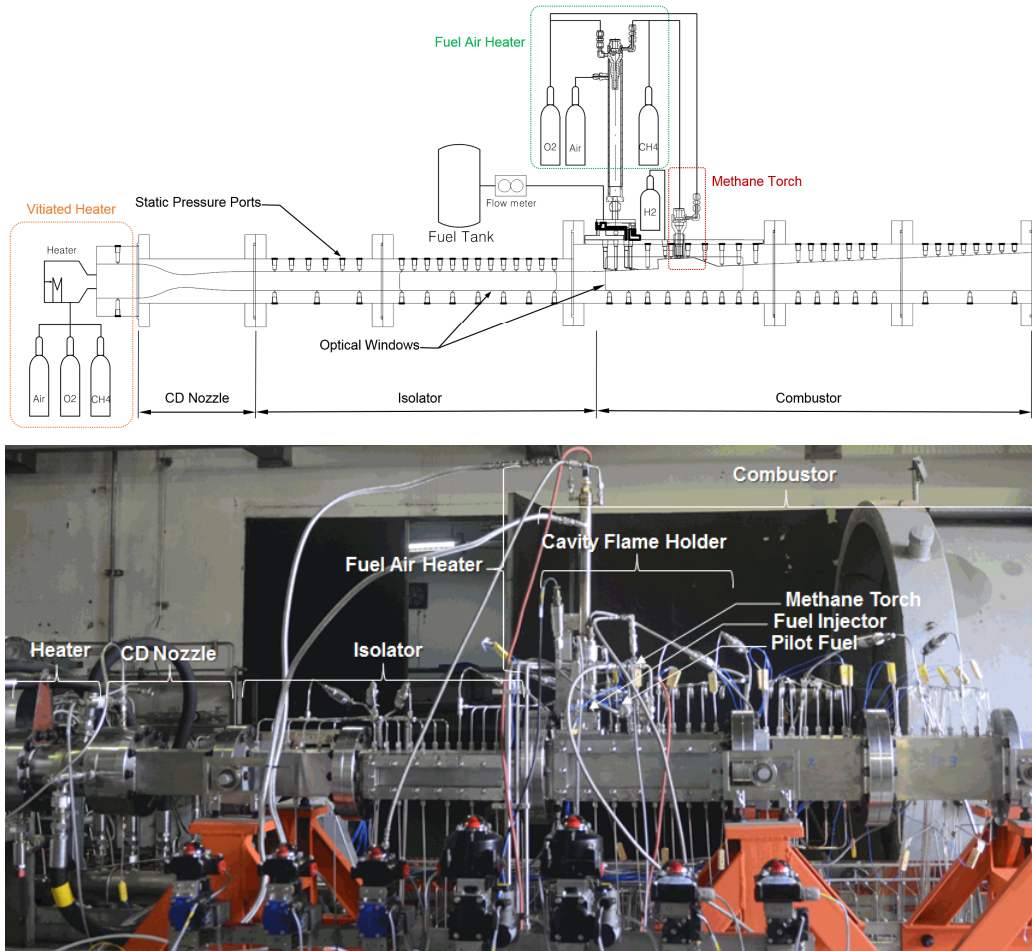 Fuel Air Heater
O2
Air
CH4
H2
Methane Torch
Flow meter
Fuel Tank
Static Pressure Ports
Vitiated Heater
Heater
Optical Windows
Air
O2
CH4
CD Nozzle
Isolator
Combustor
Combustor
Cavity Flame Holder
Fuel Air Heater
Methane Torch
Fuel Injector
Pilot Fuel
Heater
CD Nozzle
Isolator
2
3